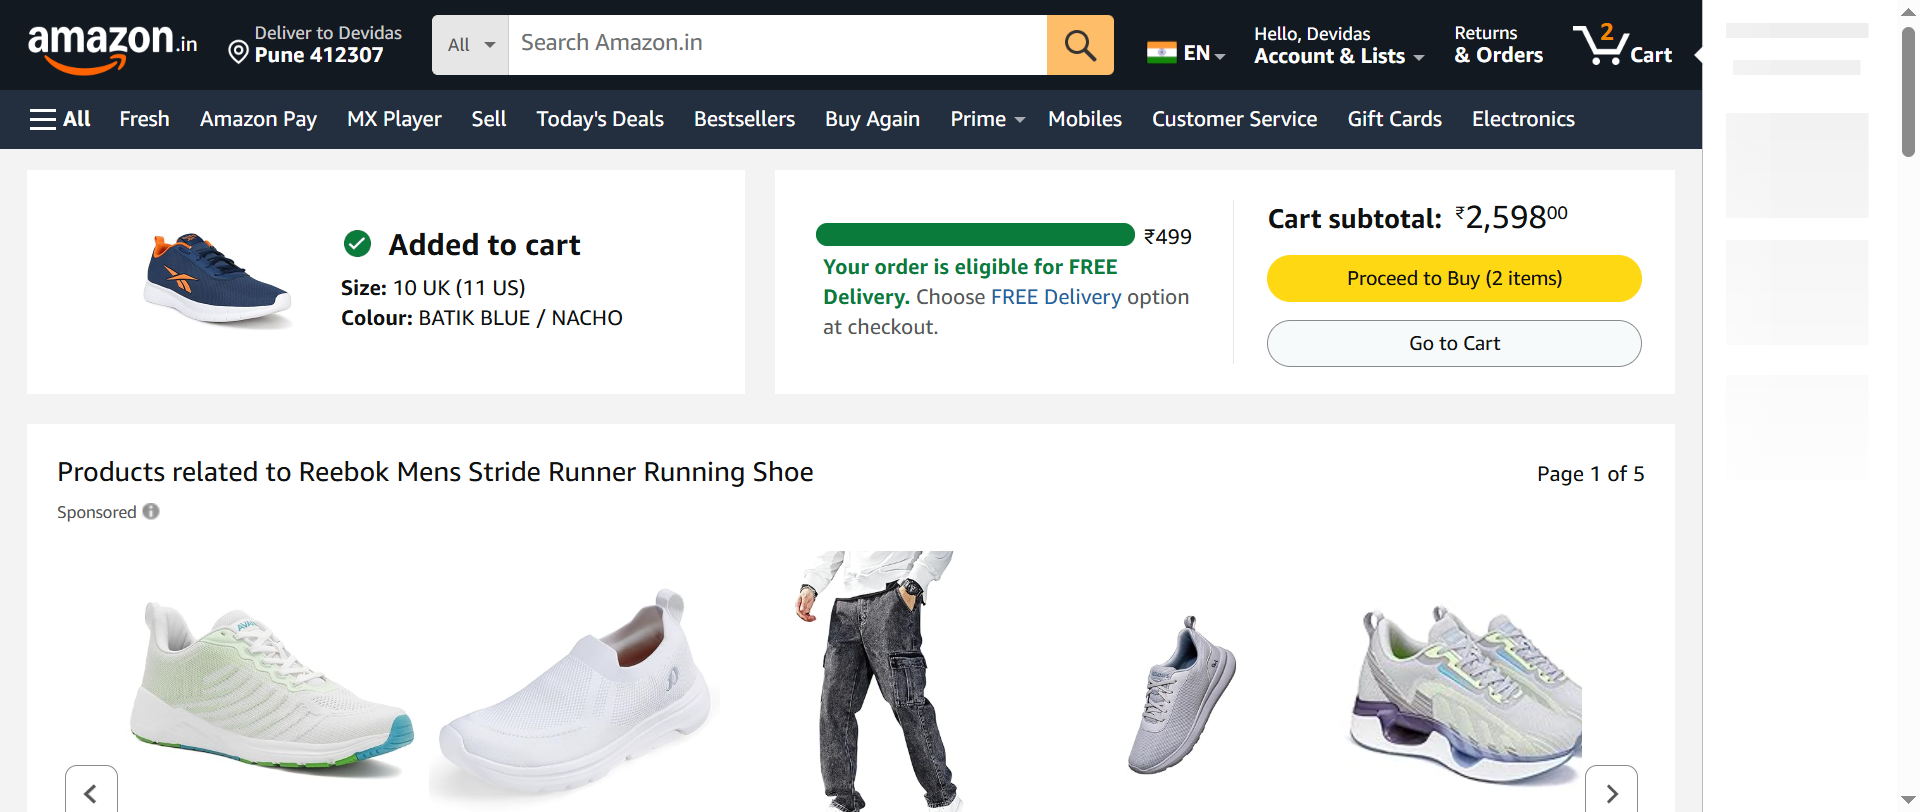 amazon.in
Deliver to Devidas
Pune 412307
All
Search Amazon.in
EN
Hello, Devidas
Account & Lists
Returns
& Orders
2
Cart
All
Fresh
Amazon Pay
MX Player
Sell
Today's Deals
Bestsellers
Buy Again
Prime
Mobiles
Customer Service
Gift Cards
Electronics
Added to cart
Size: 10 UK (11 US)
Colour: BATIK BLUE / NACHO
₹499
Your order is eligible for FREE
Delivery. Choose FREE Delivery option
at checkout.
Cart subtotal: ₹2,59800
Proceed to Buy (2 items)
Go to Cart
Products related to Reebok Mens Stride Runner Running Shoe
Page 1 of 5
Sponsored